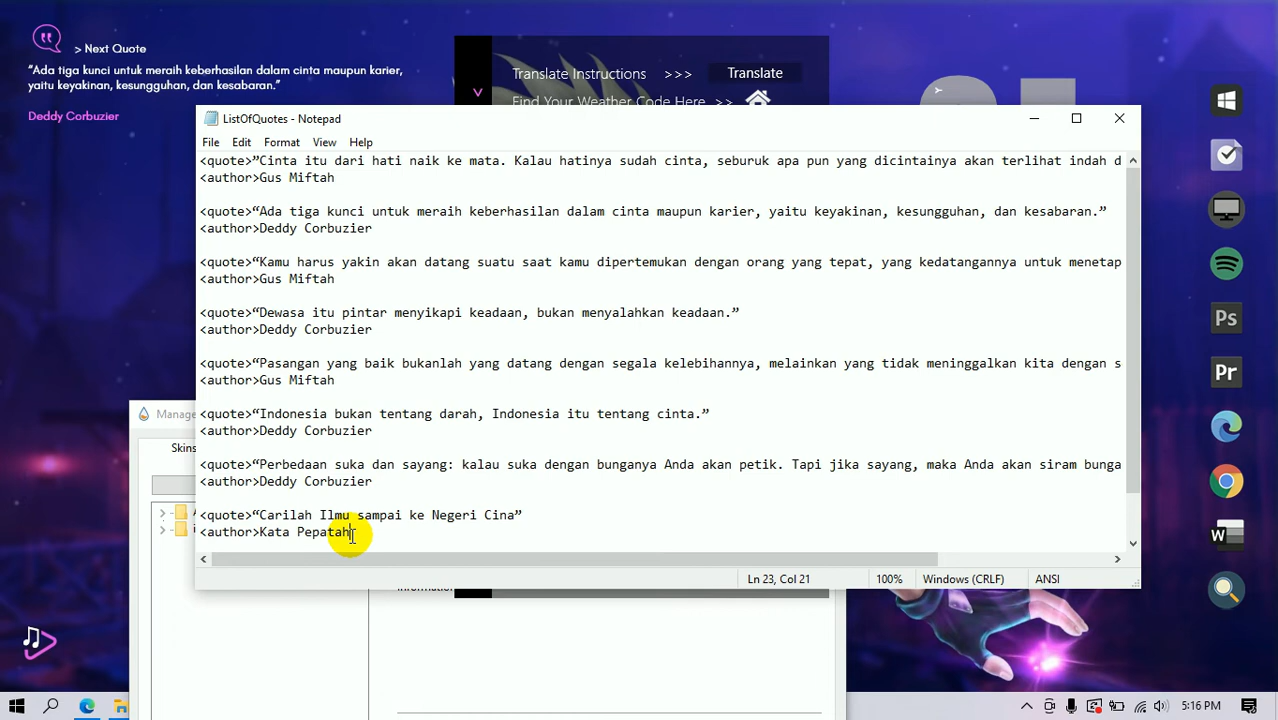 > Next Quote
“Ada tiga kunci untuk meraih keberhasilan dalam cinta maupun karier,
yaitu keyakinan, kesungguhan, dan kesabaran.”
Deddy Corbuzier
Translate Instructions >>> Translate
Find Your Weather Code Here >>
ListOfQuotes - Notepad
File Edit Format View Help
<quote>”Cinta itu dari hati naik ke mata. Kalau hatinya sudah cinta, seburuk apa pun yang dicintainya akan terlihat indah d
<author>Gus Miftah
<quote>“Ada tiga kunci untuk meraih keberhasilan dalam cinta maupun karier, yaitu keyakinan, kesungguhan, dan kesabaran.”
<author>Deddy Corbuzier
<quote>“Kamu harus yakin akan datang suatu saat kamu dipertemukan dengan orang yang tepat, yang kedatangannya untuk menetap
<author>Gus Miftah
<quote>“Dewasa itu pintar menyikapi keadaan, bukan menyalahkan keadaan.”
<author>Deddy Corbuzier
<quote>“Pasangan yang baik bukanlah yang datang dengan segala kelebihannya, melainkan yang tidak meninggalkan kita dengan s
<author>Gus Miftah
<quote>“Indonesia bukan tentang darah, Indonesia itu tentang cinta.”
<author>Deddy Corbuzier
<quote>“Perbedaan suka dan sayang: kalau suka dengan bunganya Anda akan petik. Tapi jika sayang, maka Anda akan siram bunga
<author>Deddy Corbuzier
<quote>“Carilah Ilmu sampai ke Negeri Cina”
<author>Kata Pepatah
Ln 23, Col 21 100% Windows (CRLF) ANSI
Manage
Skins
Ps
Pr
W
5:16 PM